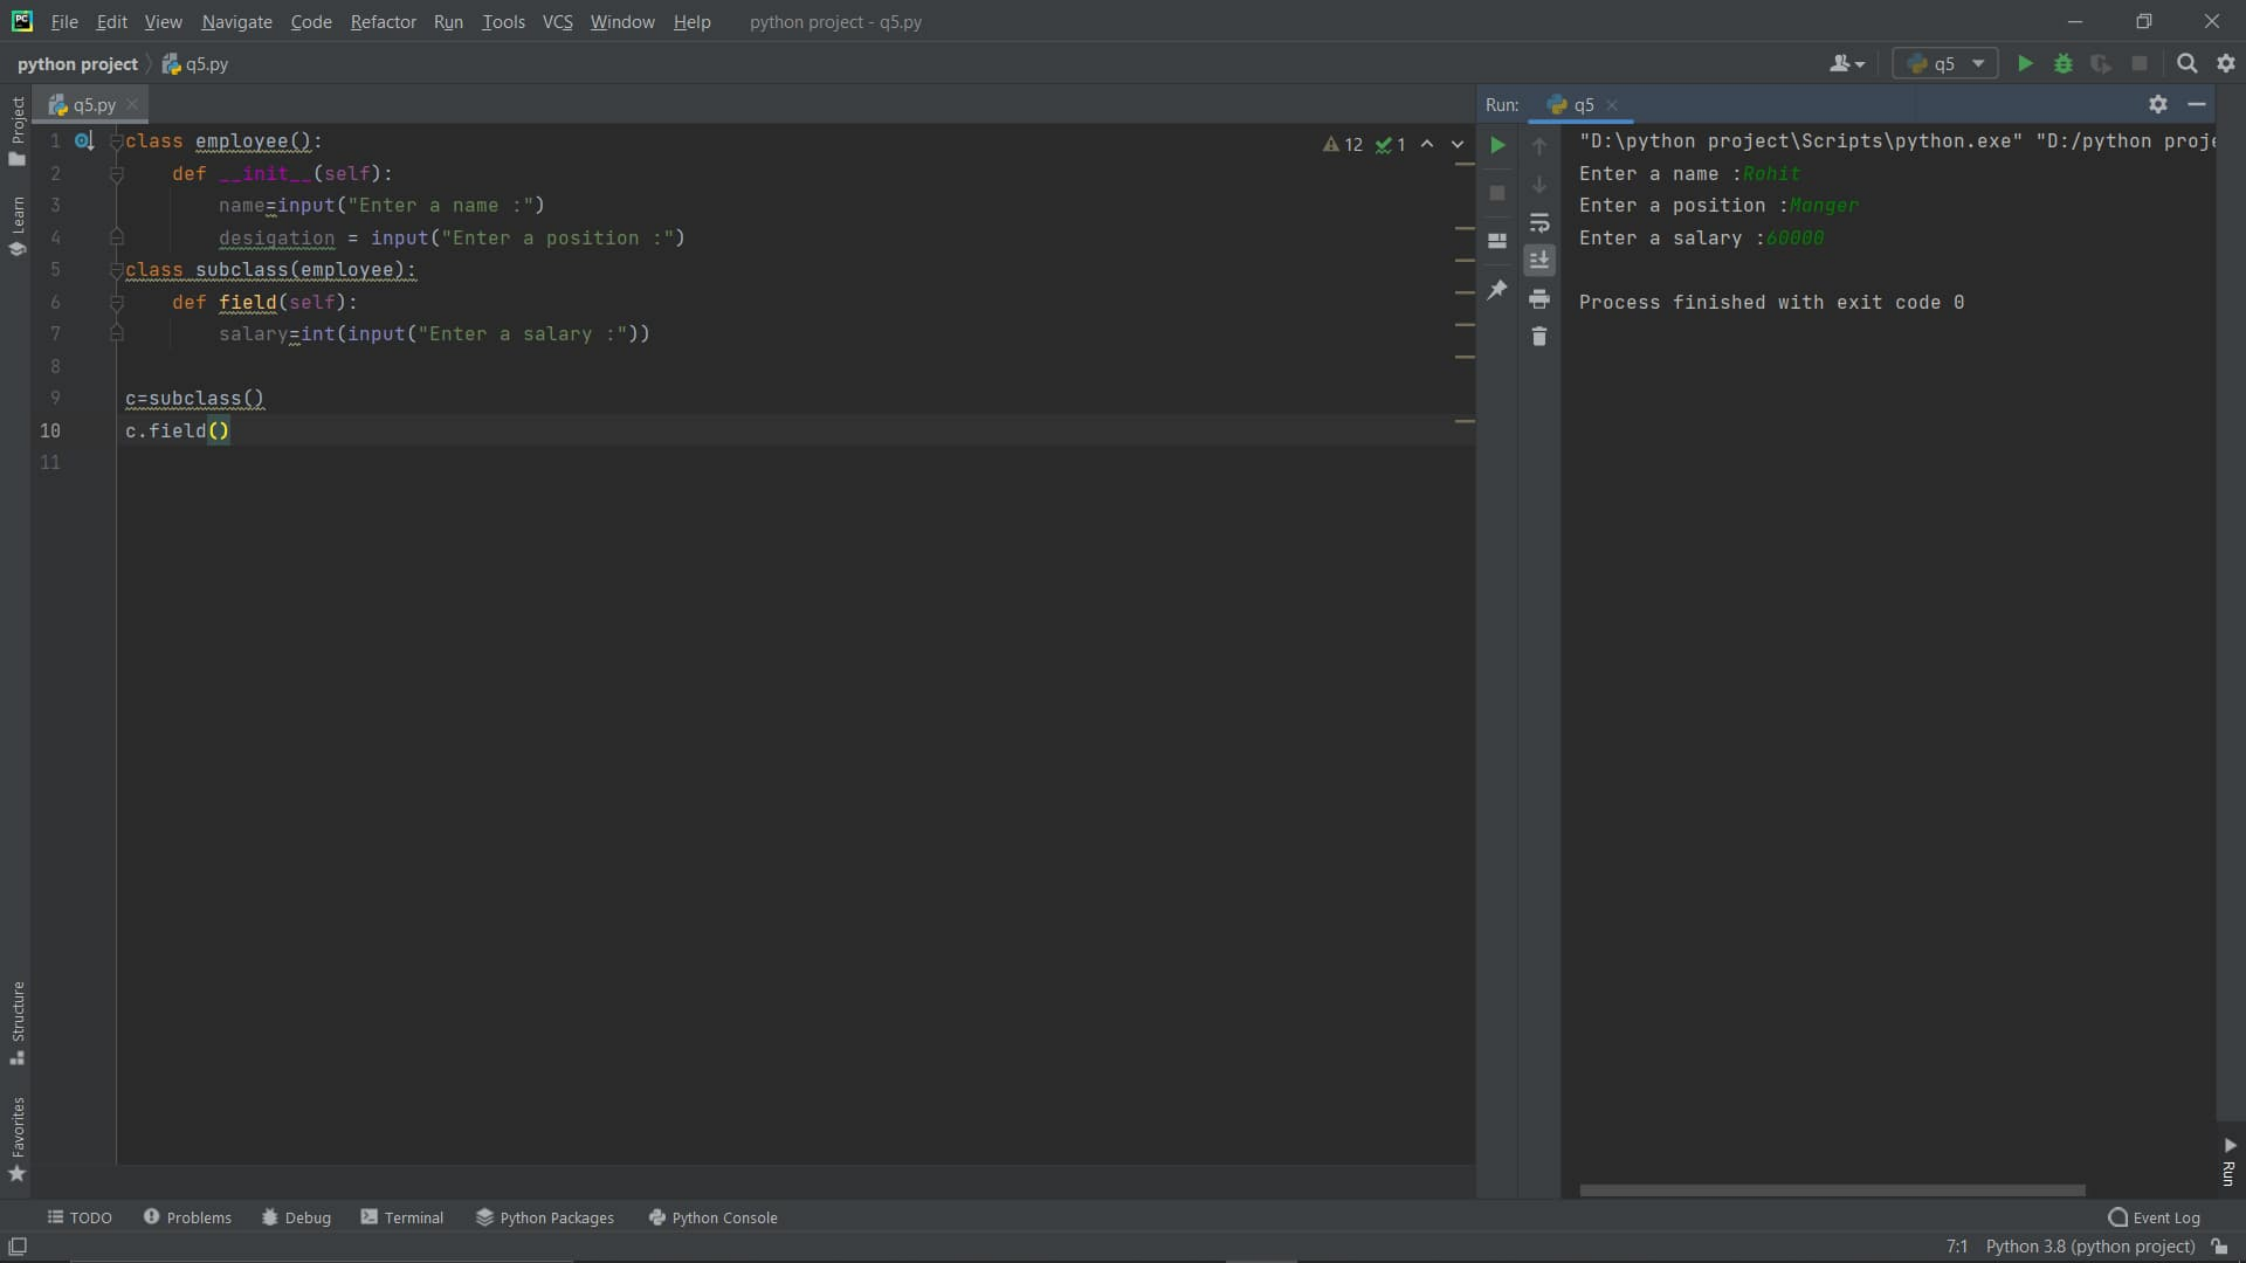 PC File Edit View Navigate Code Refactor Run Tools VCS Window Help python project - q5.py
python project q5.py q5
q5.py
Project
Learn
Structure
Favorites
1 class employee():
2 def __init__(self):
3 name=input("Enter a name :")
4 desigation = input("Enter a position :")
5 class subclass(employee):
6 def field(self):
7 salary=int(input("Enter a salary :"))
8
9 c=subclass()
10 c.field()
11
12 1
Run: q5
"D:\python project\Scripts\python.exe" "D:/python proje
Enter a name :Rohit
Enter a position :Manger
Enter a salary :60000
Process finished with exit code 0
Run
TODO Problems Debug Terminal Python Packages Python Console Event Log
7:1 Python 3.8 (python project)